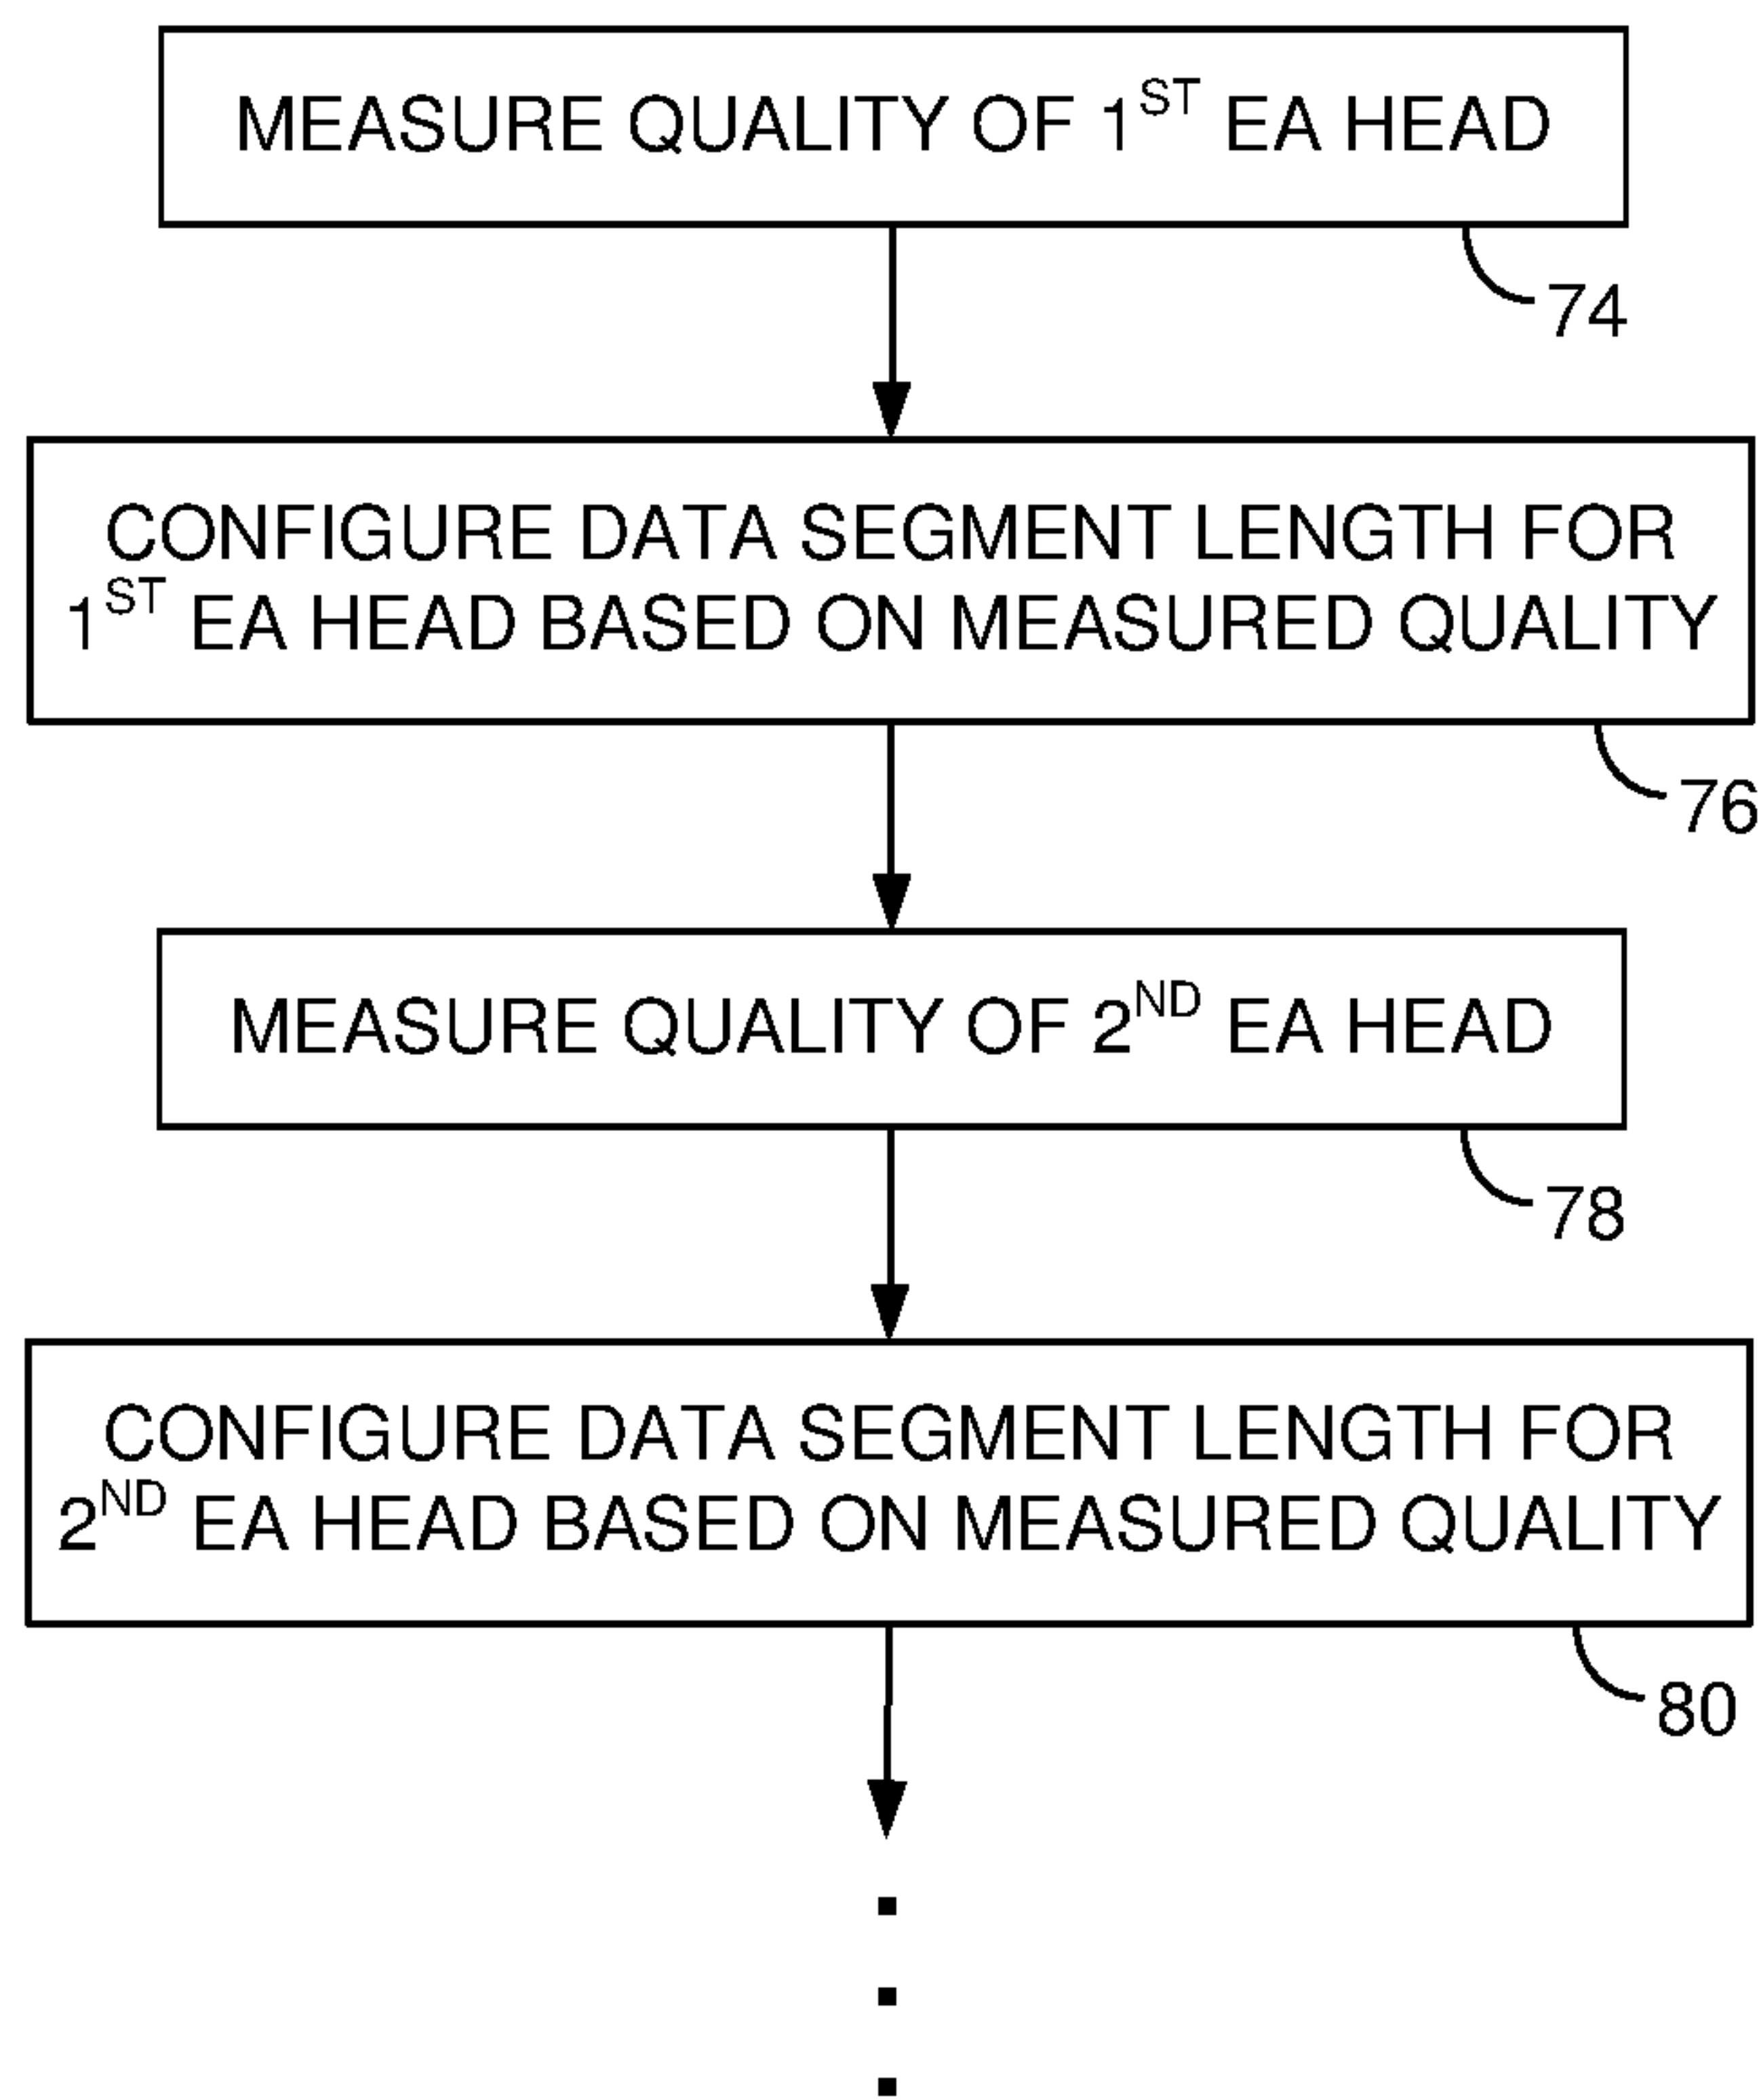 MEASURE QUALITY OF 1ST EA HEAD
74
CONFIGURE DATA SEGMENT LENGTH FOR
1ST EA HEAD BASED ON MEASURED QUALITY
76
MEASURE QUALITY OF 2ND EA HEAD
78
CONFIGURE DATA SEGMENT LENGTH FOR
2ND EA HEAD BASED ON MEASURED QUALITY
80